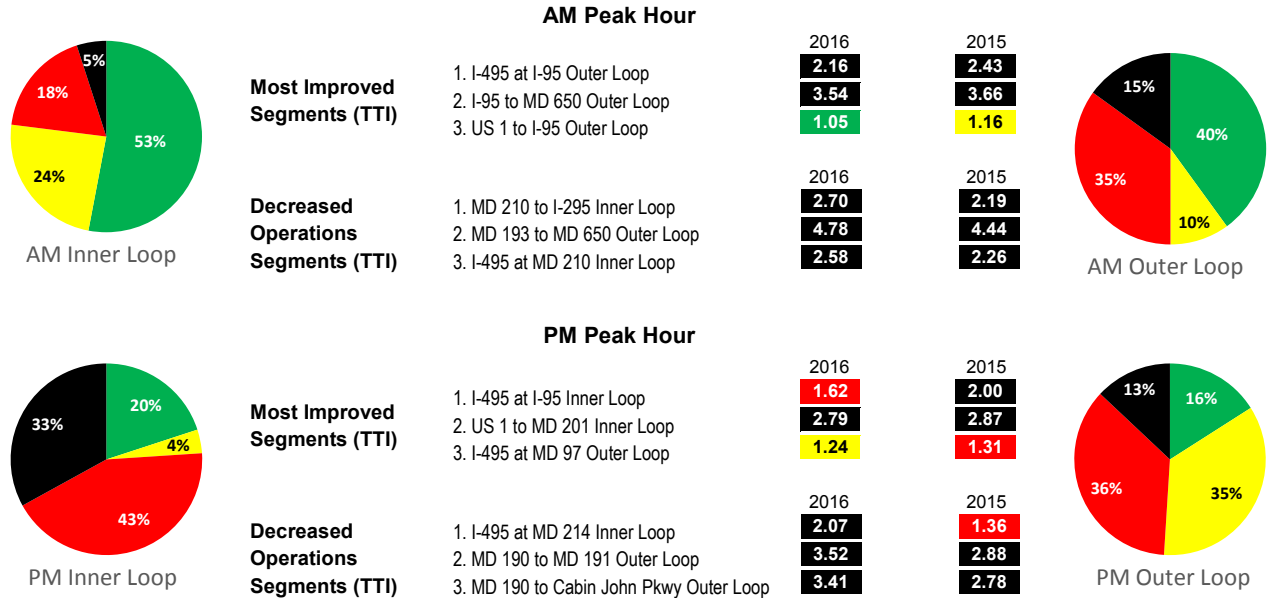 AM Peak Hour
5%
18%
53%
24%
AM Inner Loop
Most Improved
Segments (TTI)
2016 2015
1. I-495 at I-95 Outer Loop 2.16 2.43
2. I-95 to MD 650 Outer Loop 3.54 3.66
3. US 1 to I-95 Outer Loop 1.05 1.16
Decreased
Operations
Segments (TTI)
2016 2015
1. MD 210 to I-295 Inner Loop 2.70 2.19
2. MD 193 to MD 650 Outer Loop 4.78 4.44
3. I-495 at MD 210 Inner Loop 2.58 2.26
15%
40%
35%
10%
AM Outer Loop
PM Peak Hour
20%
33%
4%
43%
PM Inner Loop
Most Improved
Segments (TTI)
2016 2015
1. I-495 at I-95 Inner Loop 1.62 2.00
2. US 1 to MD 201 Inner Loop 2.79 2.87
3. I-495 at MD 97 Outer Loop 1.24 1.31
Decreased
Operations
Segments (TTI)
2016 2015
1. I-495 at MD 214 Inner Loop 2.07 1.36
2. MD 190 to MD 191 Outer Loop 3.52 2.88
3. MD 190 to Cabin John Pkwy Outer Loop 3.41 2.78
13%
16%
36%
35%
PM Outer Loop